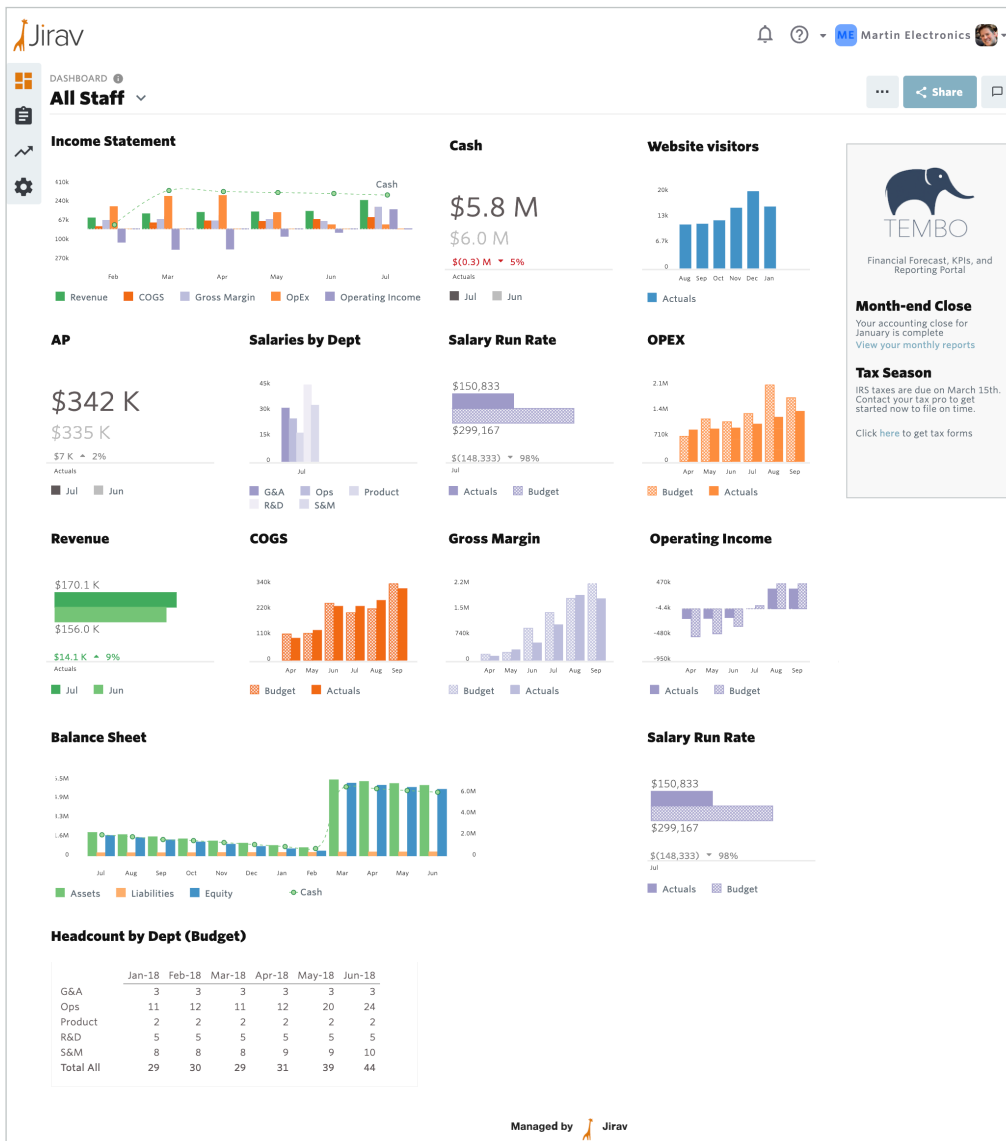 Jirav
ME Martin Electronics
DASHBOARD
All Staff
... Share
Income Statement
410k
240k
67k
100k
270k
Cash
Feb Mar Apr May Jun Jul
Revenue COGS Gross Margin OpEx Operating Income
Cash
$5.8 M
$6.0 M
$(0.3) M 5%
Actuals
Jul Jun
Website visitors
20k
13k
6.7k
0
Aug Sep Oct Nov Dec Jan
Actuals
TEMBO
Financial Forecast, KPIs, and
Reporting Portal
Month-end Close
Your accounting close for
January is complete
View your monthly reports
Tax Season
IRS taxes are due on March 15th.
Contact your tax pro to get
started now to file on time.
Click here to get tax forms
AP
$342 K
$335 K
$7 K 2%
Actuals
Jul Jun
Salaries by Dept
45k
30k
15k
0
Jul
G&A Ops Product
R&D S&M
Salary Run Rate
$150,833
$299,167
$(148,333) 98%
Jul
Actuals Budget
OPEX
2.1M
1.4M
710k
0
Apr May Jun Jul Aug Sep
Budget Actuals
Revenue
$170.1 K
$156.0 K
$14.1 K 9%
Actuals
Jul Jun
COGS
340k
220k
110k
0
Apr May Jun Jul Aug Sep
Budget Actuals
Gross Margin
2.2M
1.5M
740k
0
Apr May Jun Jul Aug Sep
Budget Actuals
Operating Income
470k
-4.4k
-480k
-950k
Apr May Jun Jul Aug Sep
Actuals Budget
Balance Sheet
.5M
.9M
.3M
1.6M
0
6.0M
4.0M
2.0M
0
Jul Aug Sep Oct Nov Dec Jan Feb Mar Apr May Jun
Assets Liabilities Equity Cash
Salary Run Rate
$150,833
$299,167
$(148,333) 98%
Jul
Actuals Budget
Headcount by Dept (Budget)
Jan-18 Feb-18 Mar-18 Apr-18 May-18 Jun-18
G&A 3 3 3 3 3 3
Ops 11 12 11 12 20 24
Product 2 2 2 2 2 2
R&D 5 5 5 5 5 5
S&M 8 8 8 9 9 10
Total All 29 30 29 31 39 44
Managed by Jirav